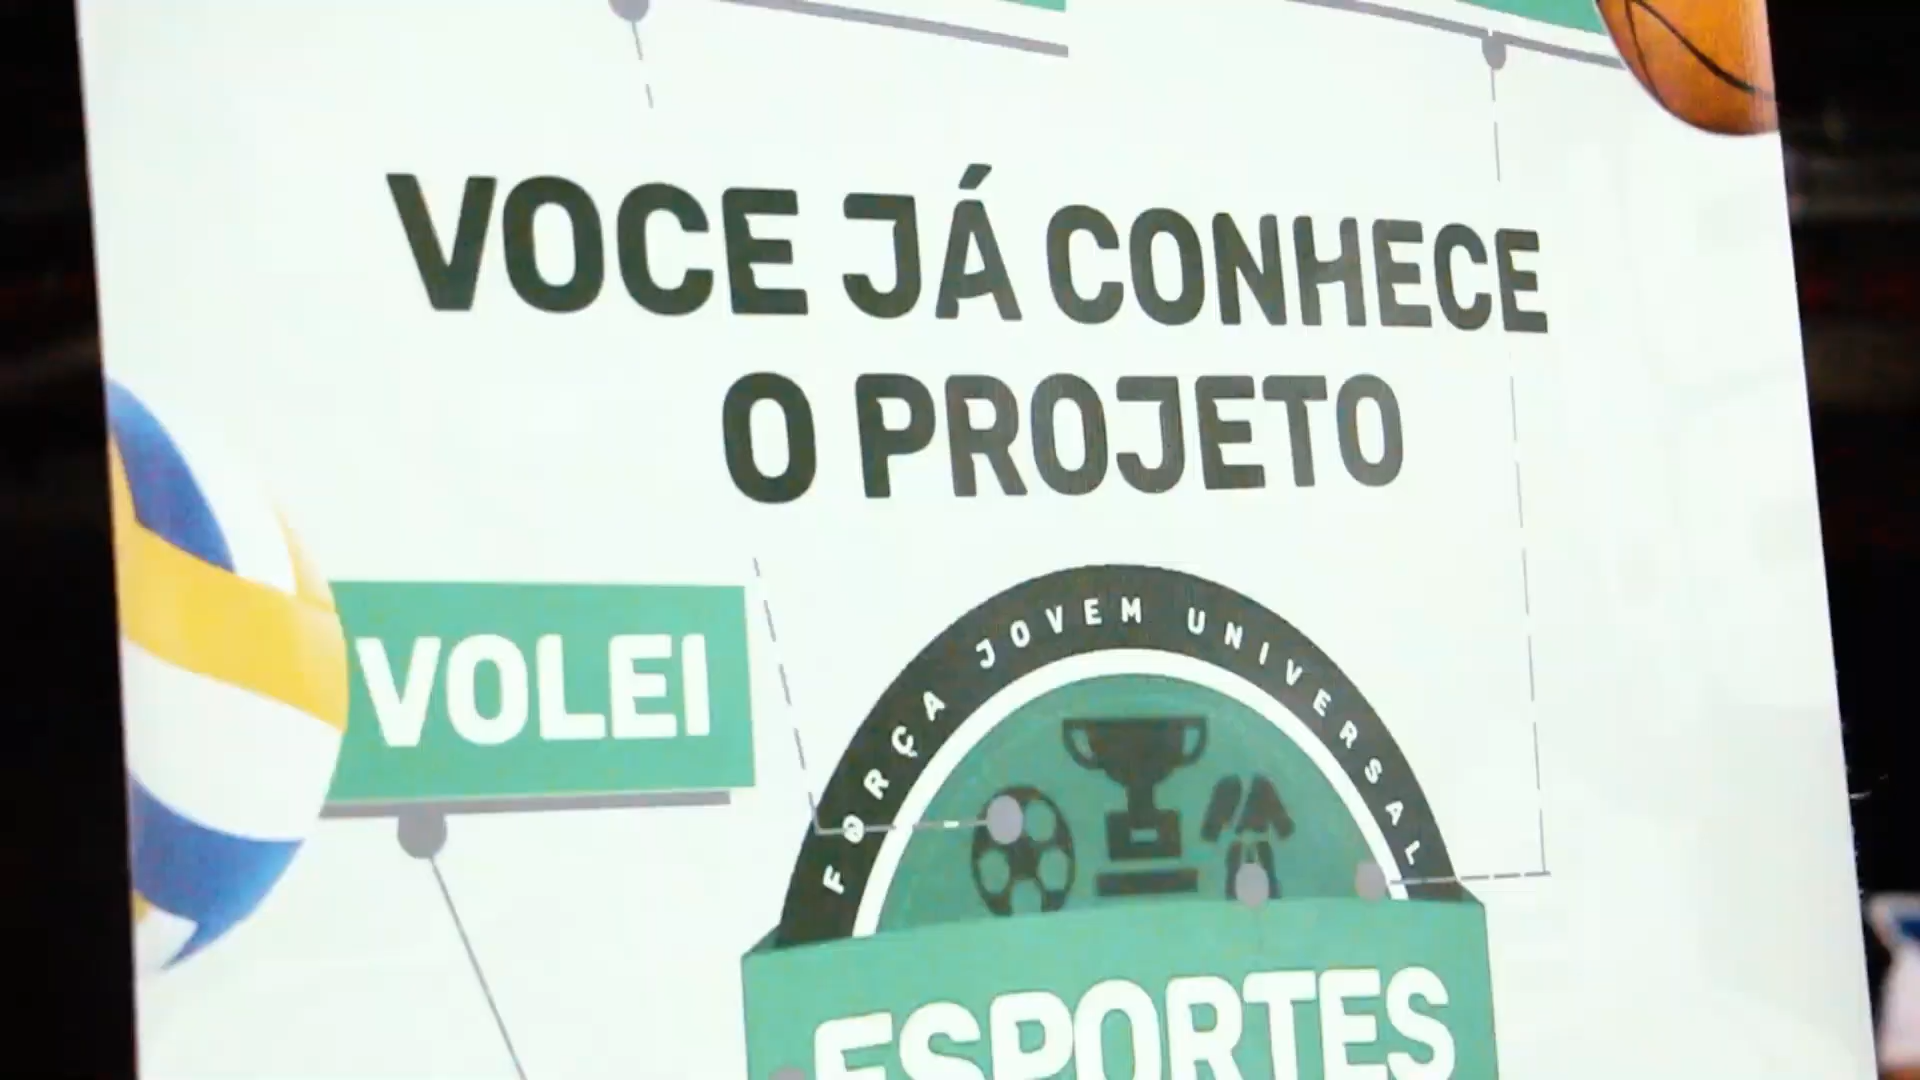 VOCE JÁ CONHECE
O PROJETO
VOLEI
FORÇA JOVEM UNIVERSAL
ESPORTES